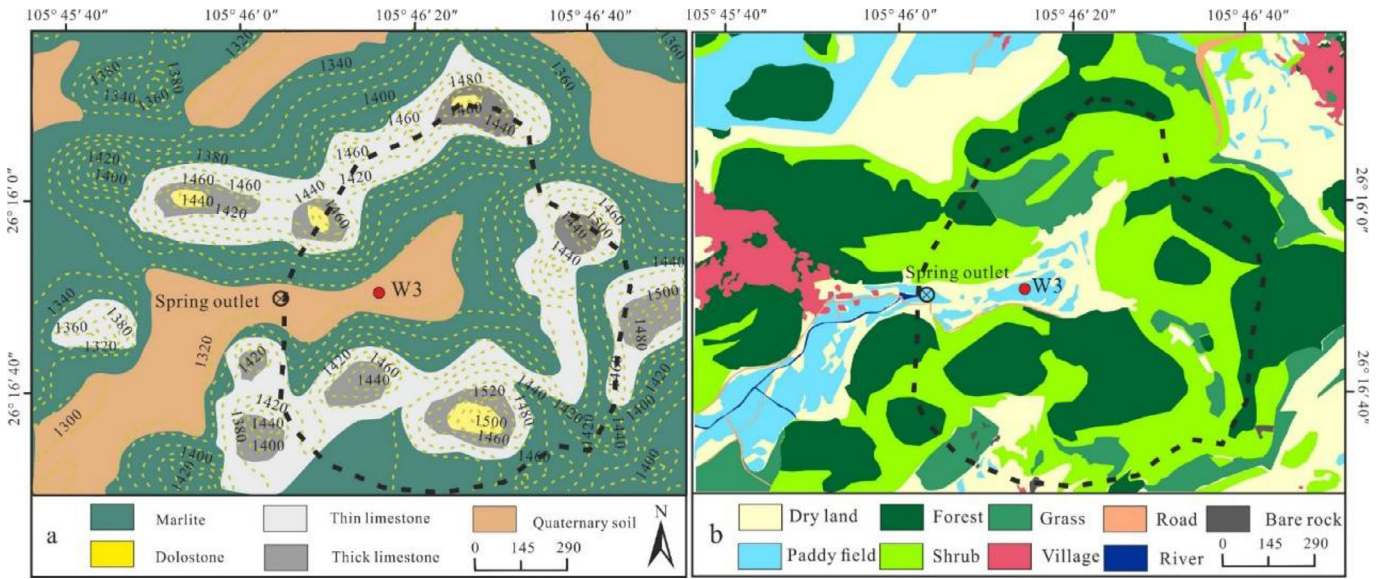 105°45′40″ 105°46′0″ 105°46′20″ 105°46′40″
105°45′40″ 105°46′0″ 105°46′20″ 105°46′40″
26°16′0″
26°16′40″
1320
1360
1380
1340
1380
1360
1340
1400
1460
1480
1460
1440
1360
1420
1400
1380
1460
1460
1440
1420
1460
1420
1440
1460
1460
1500
1440
1440
1440
1500
1480
Spring outlet
W3
1340
1360
1380
1320
1320
1300
1420
1420
1460
1440
1420
1440
1380
1400
1520
1500
1460
1480
1440
1420
1460
1420
1400
1440
1400
1420
1400
a
Marlite
Thin limestone
Quaternary soil
N
Dolostone
Thick limestone
0 145 290
Spring outlet
W3
26°16′0″
26°16′40″
b
Dry land
Forest
Grass
Road
Bare rock
Paddy field
Shrub
Village
River
0 145 290